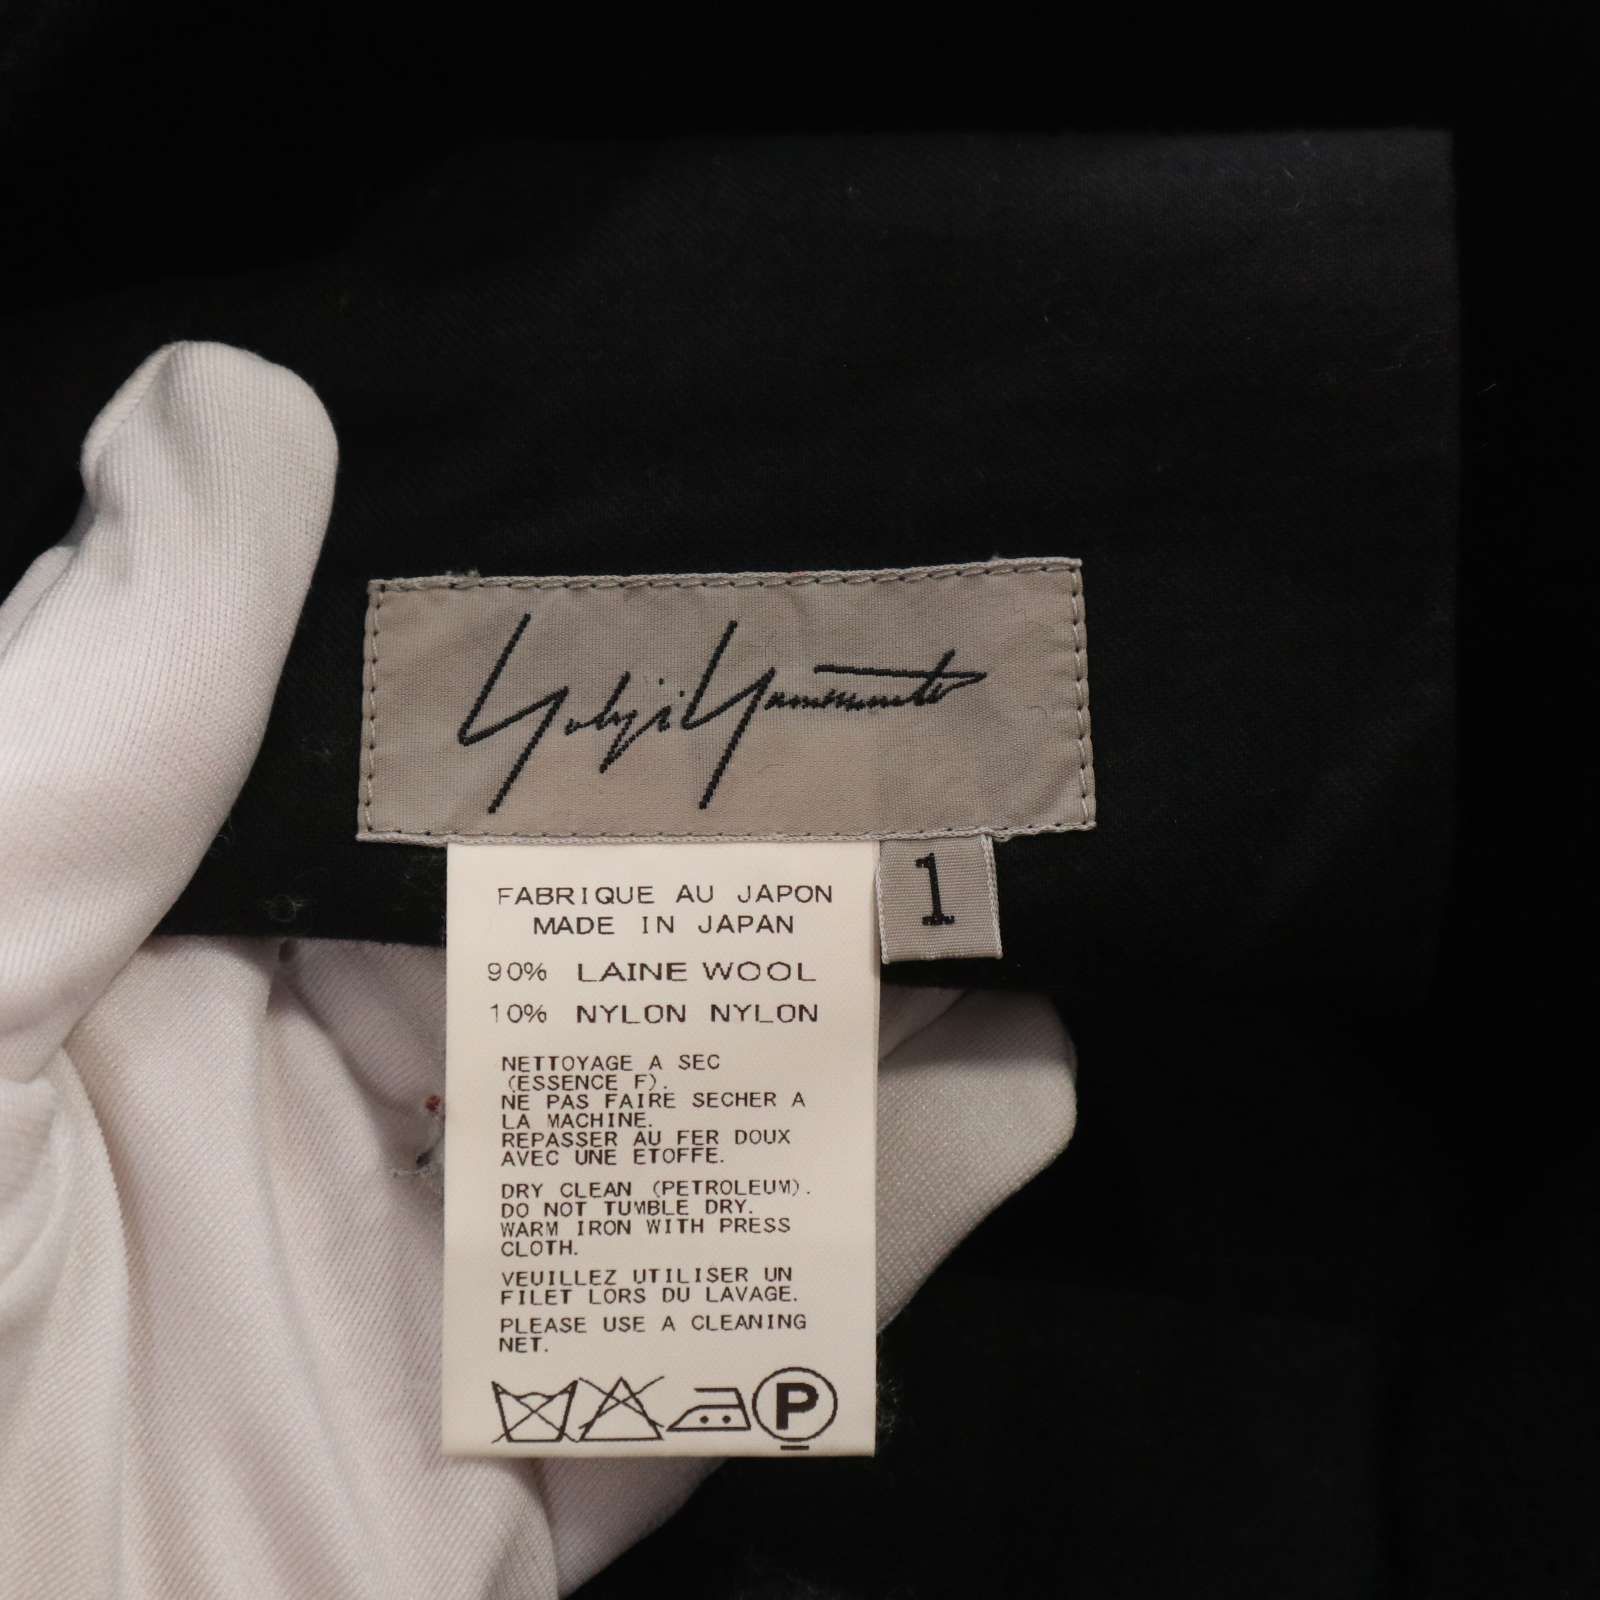 Yohji Yamamoto
1
FABRIQUE AU JAPON
MADE IN JAPAN
90% LAINE WOOL
10% NYLON NYLON
NETTOYAGE A SEC
(ESSENCE F).
NE PAS FAIRE SECHER A
LA MACHINE.
REPASSER AU FER DOUX
AVEC UNE ETOFFE.
DRY CLEAN (PETROLEUM).
DO NOT TUMBLE DRY.
WARM IRON WITH PRESS
CLOTH.
VEUILLEZ UTILISER UN
FILET LORS DU LAVAGE.
PLEASE USE A CLEANING
NET.
P